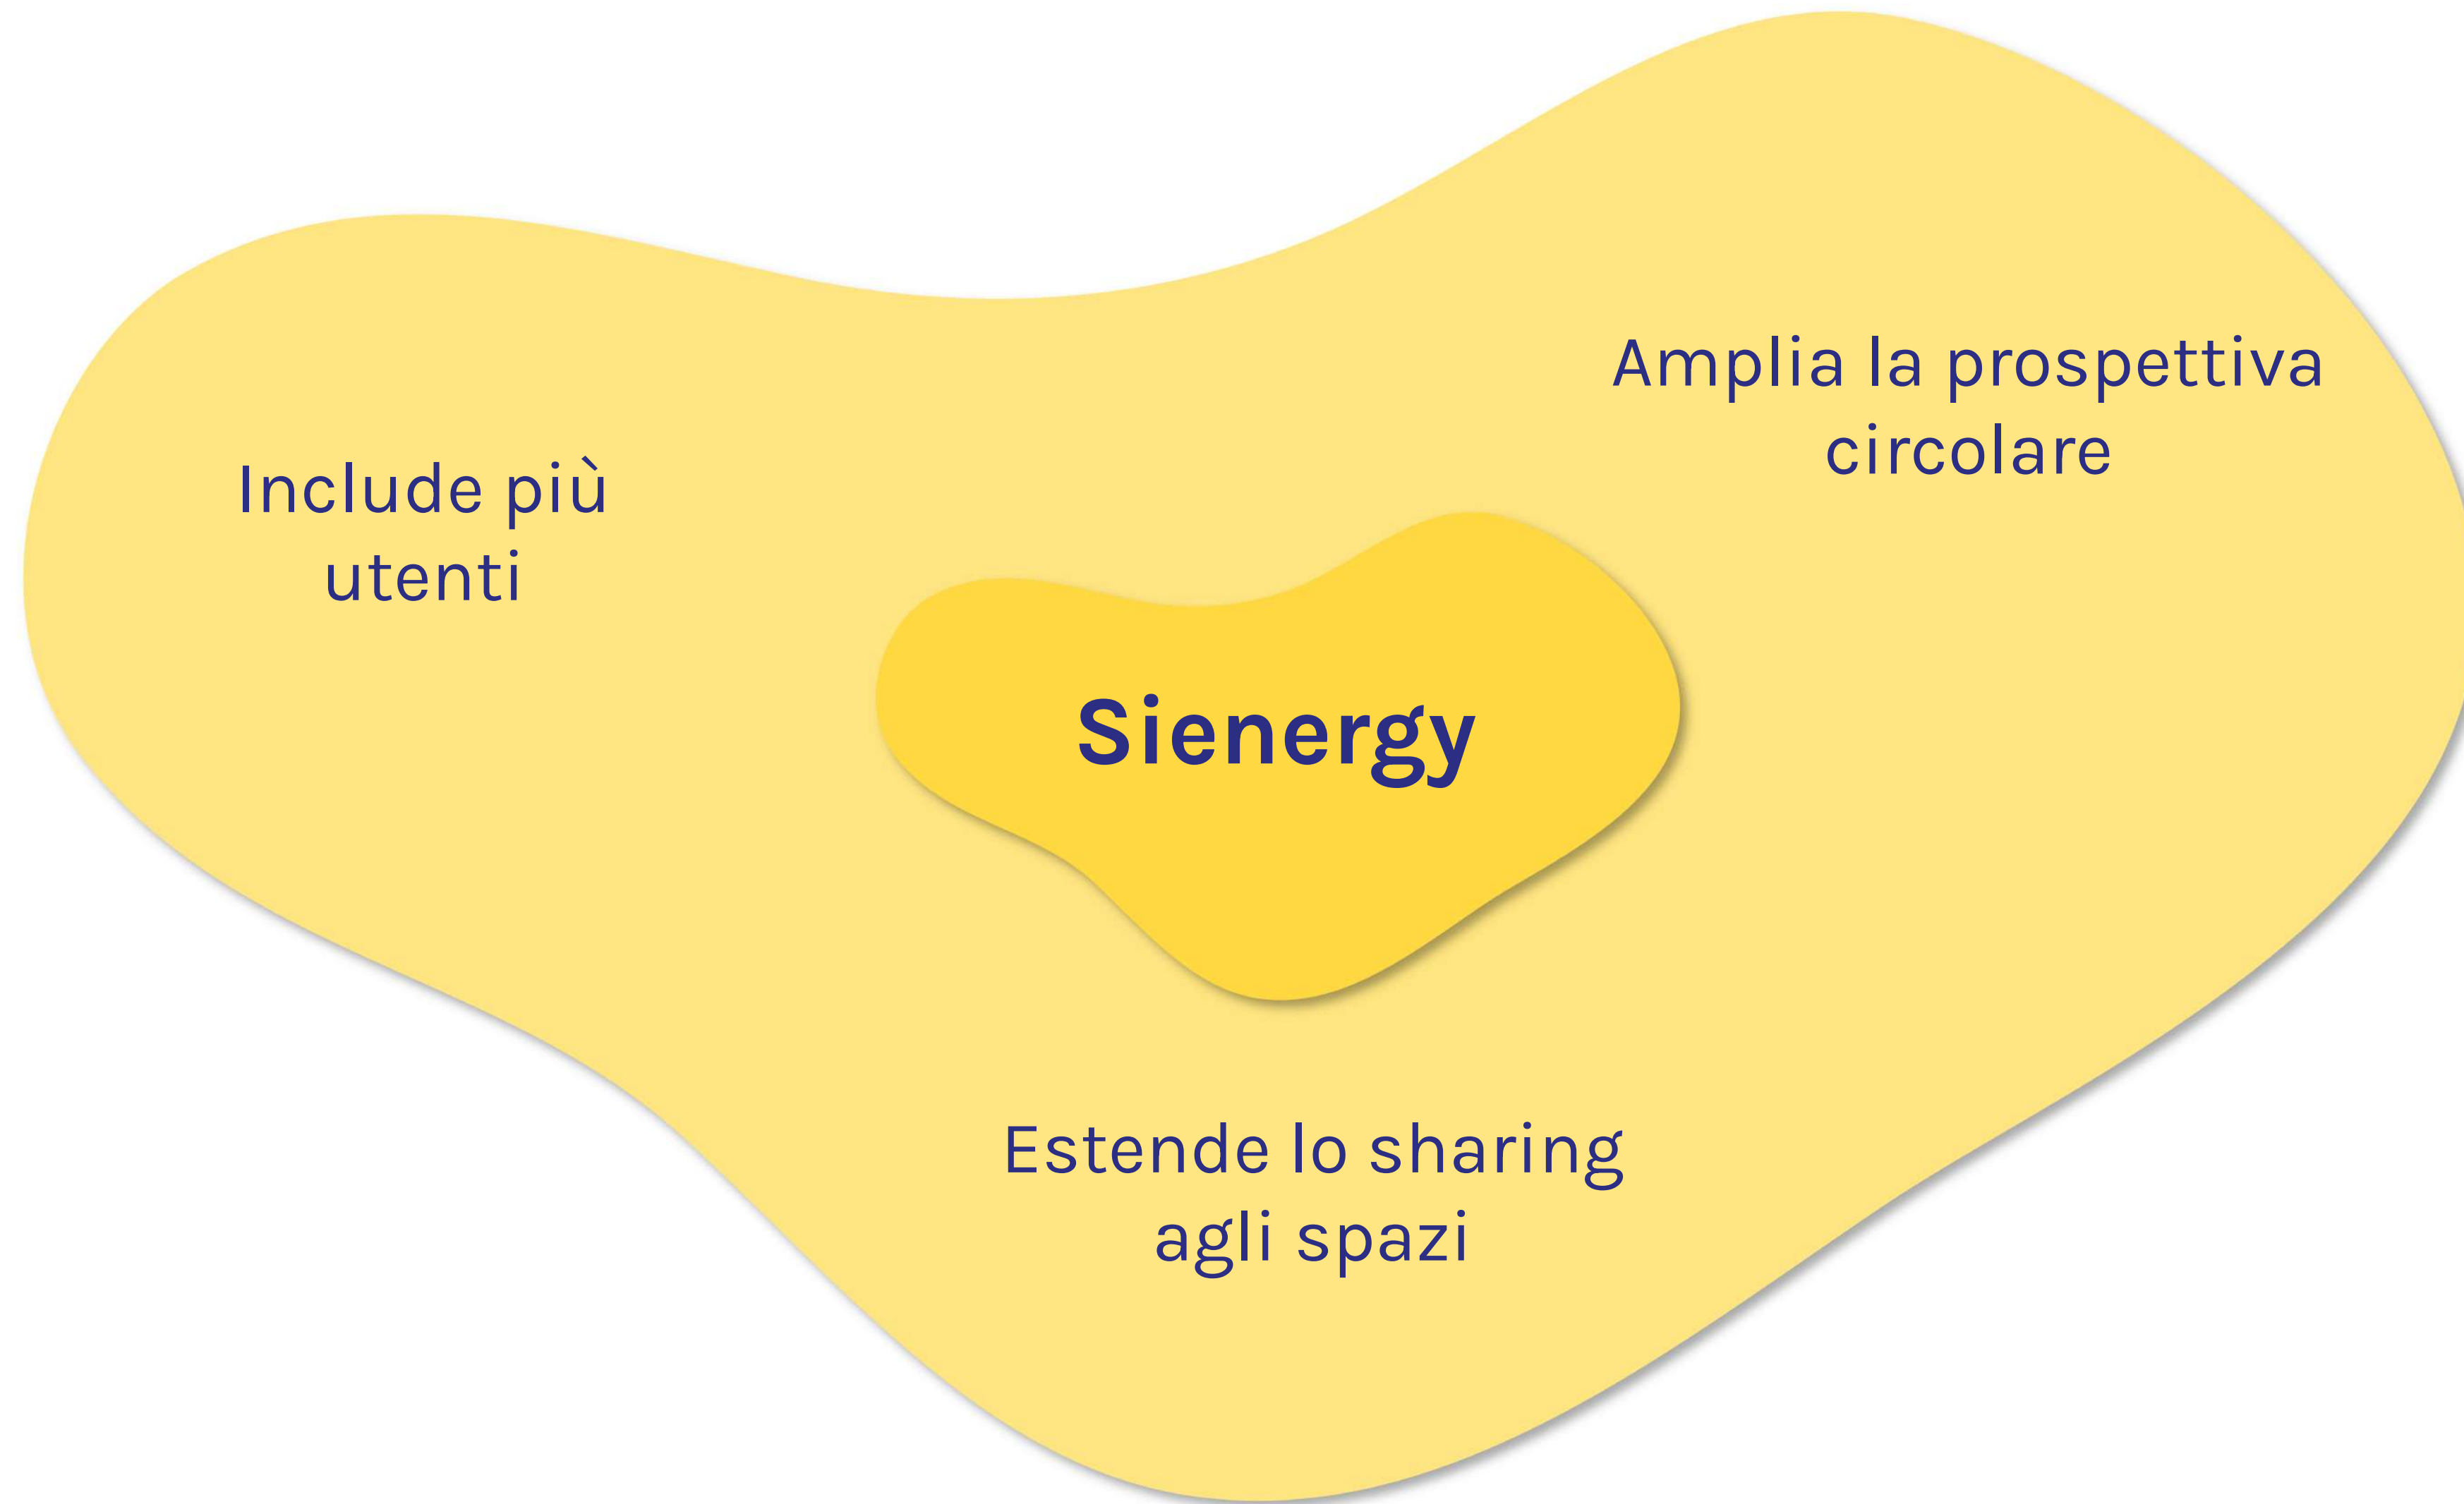 Amplia la prospettiva
circolare
Include più
utenti
Sienergy
Estende lo sharing
agli spazi